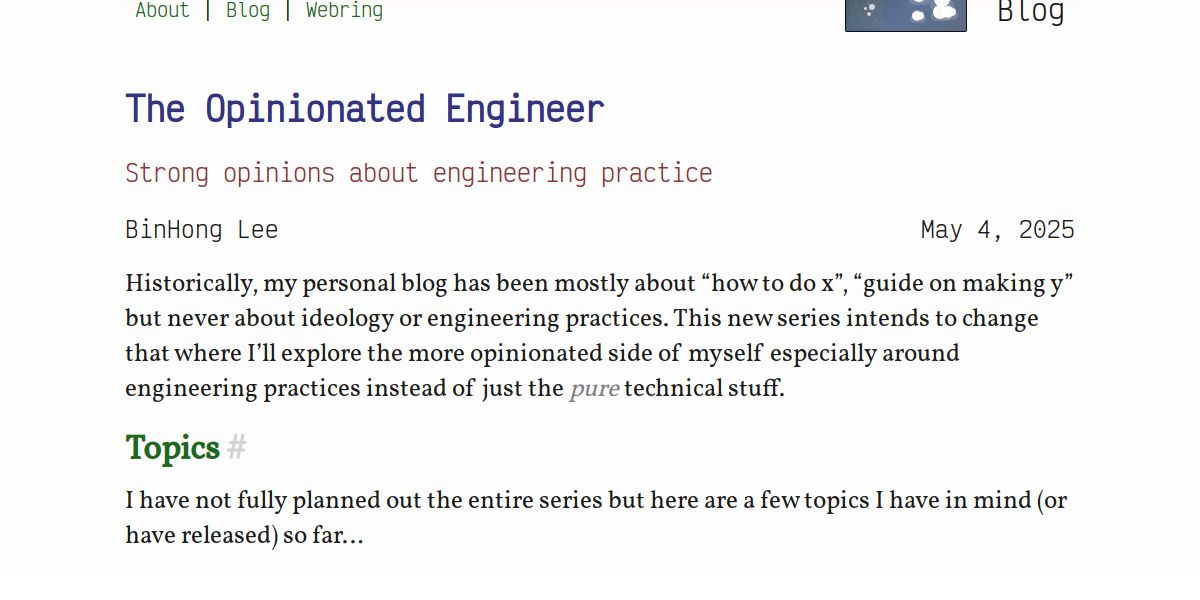 About | Blog | Webring
Blog
The Opinionated Engineer
Strong opinions about engineering practice
BinHong Lee
May 4, 2025
Historically, my personal blog has been mostly about “how to do x”, “guide on making y”
but never about ideology or engineering practices. This new series intends to change
that where I’ll explore the more opinionated side of myself especially around
engineering practices instead of just the pure technical stuff.
Topics #
I have not fully planned out the entire series but here are a few topics I have in mind (or
have released) so far…